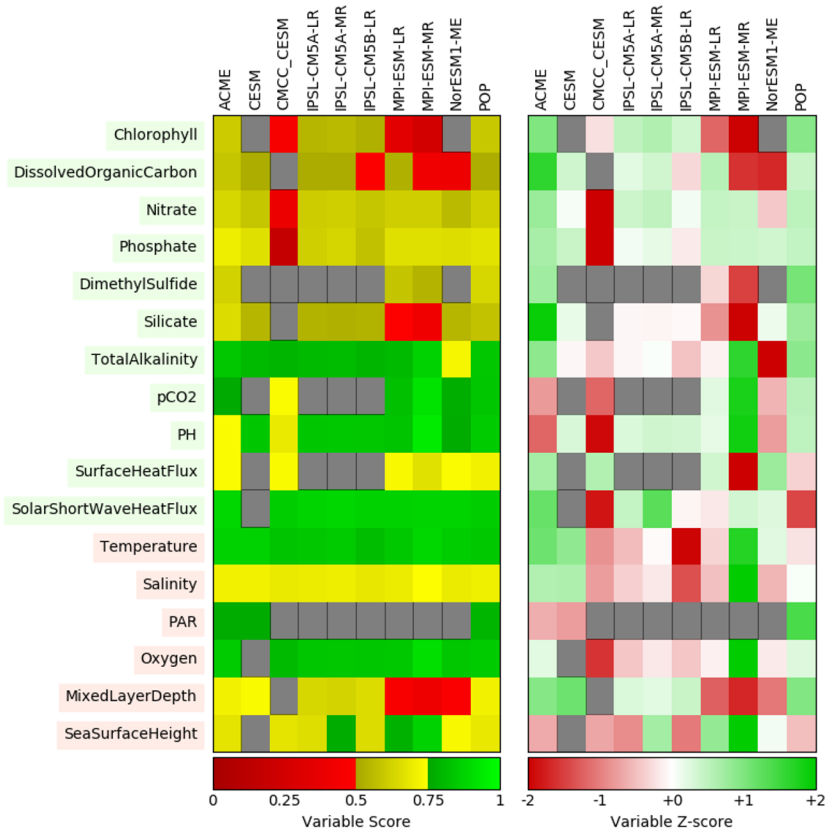 ACME
CESM
CMCC_CESM
IPSL-CM5A-LR
IPSL-CM5A-MR
IPSL-CM5B-LR
MPI-ESM-LR
MPI-ESM-MR
NorESM1-ME
POP
ACME
CESM
CMCC_CESM
IPSL-CM5A-LR
IPSL-CM5A-MR
IPSL-CM5B-LR
MPI-ESM-LR
MPI-ESM-MR
NorESM1-ME
POP
Chlorophyll
DissolvedOrganicCarbon
Nitrate
Phosphate
DimethylSulfide
Silicate
TotalAlkalinity
pCO2
PH
SurfaceHeatFlux
SolarShortWaveHeatFlux
Temperature
Salinity
PAR
Oxygen
MixedLayerDepth
SeaSurfaceHeight
0 0.25 0.5 0.75 1
Variable Score
-2 -1 +0 +1 +2
Variable Z-score